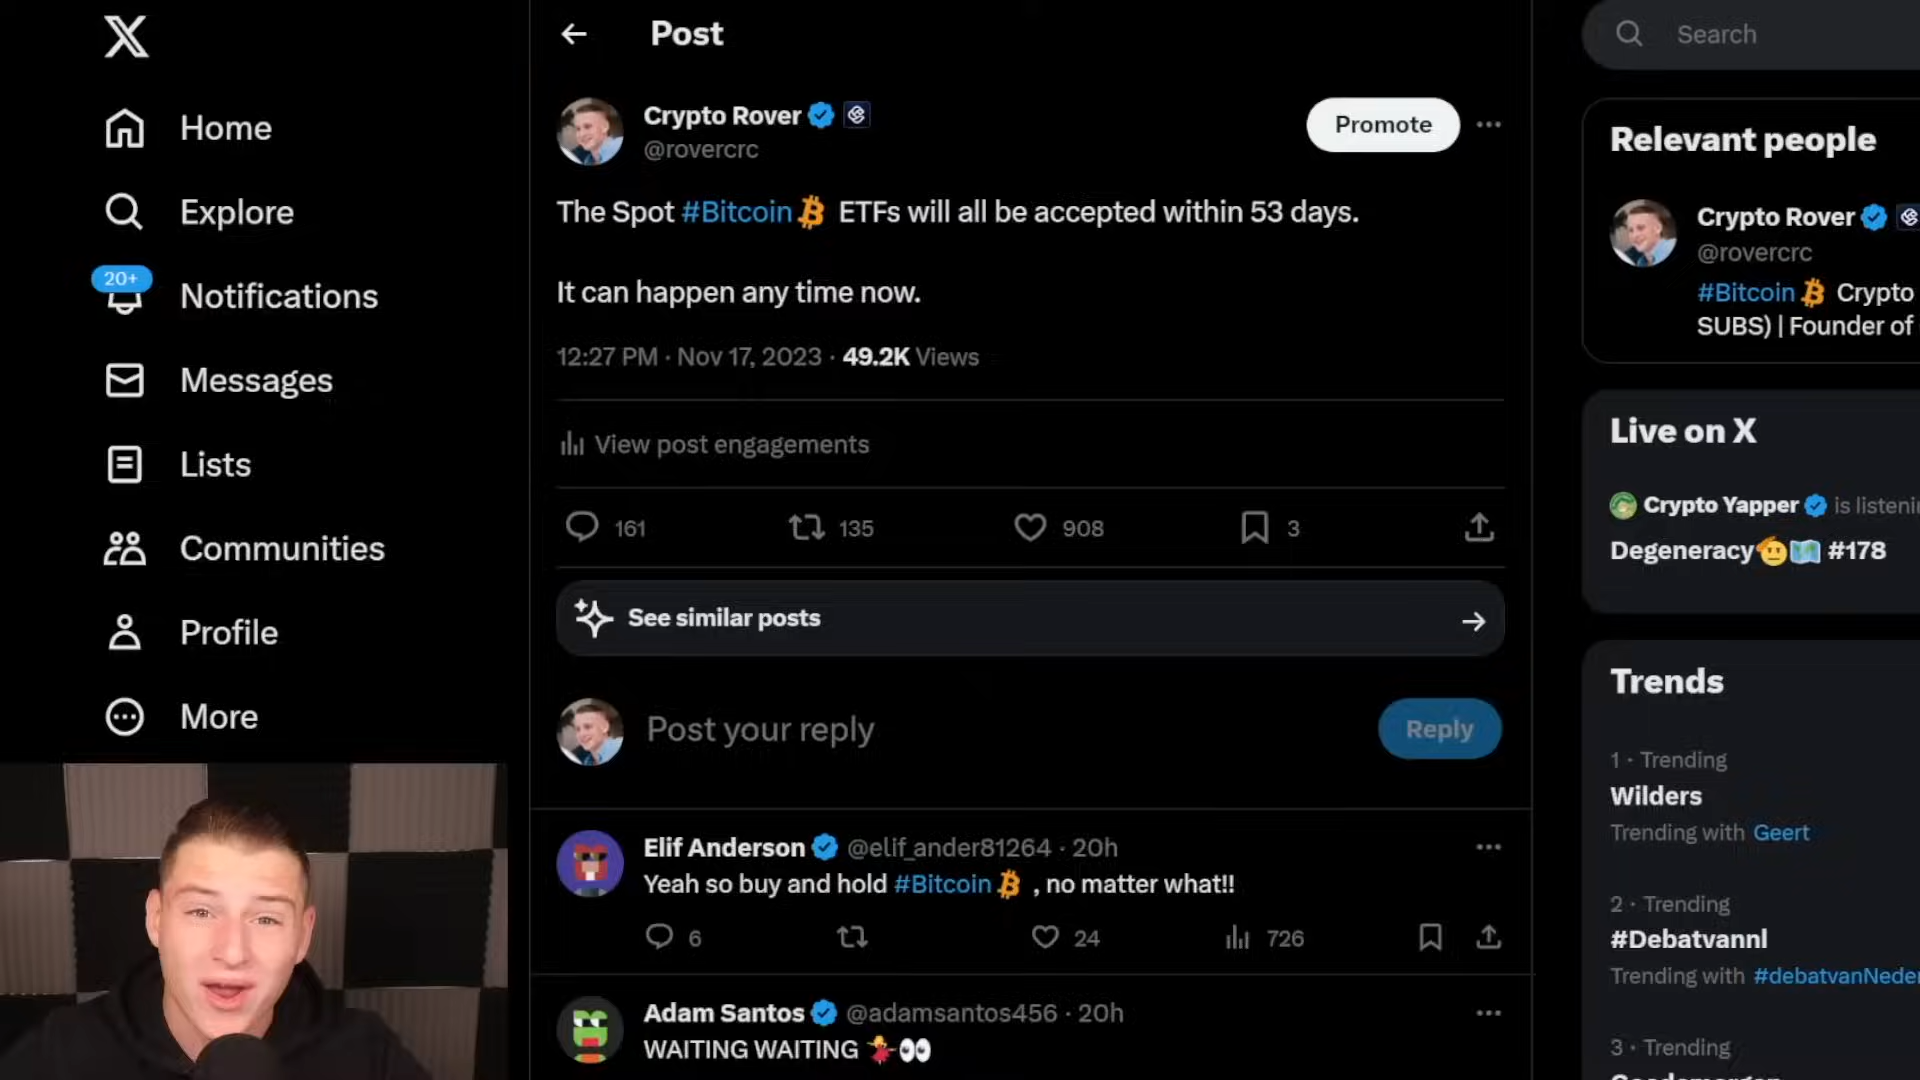 Home
Explore
20+
Notifications
Messages
Lists
Communities
Profile
More
Post
Crypto Rover
@rovercrc
Promote
The Spot #Bitcoin ETFs will all be accepted within 53 days.
It can happen any time now.
12:27 PM · Nov 17, 2023 · 49.2K Views
View post engagements
161 135 908 3
See similar posts
Post your reply
Reply
Elif Anderson @elif_ander81264 · 20h
Yeah so buy and hold #Bitcoin , no matter what!!
6 24 726
Adam Santos @adamsantos456 · 20h
WAITING WAITING
Search
Relevant people
Crypto Rover
@rovercrc
#Bitcoin Crypto
SUBS) | Founder of
Live on X
Crypto Yapper is listenin
Degeneracy #178
Trends
1 · Trending
Wilders
Trending with Geert
2 · Trending
#Debatvannl
Trending with #debatvanNeder
3 · Trending